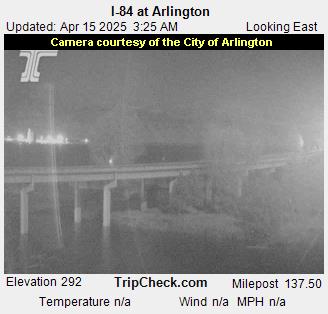 I-84 at Arlington
Updated: Apr 15 2025 3:25 AM Looking East
Camera courtesy of the City of Arlington
Elevation 292 TripCheck.com Milepost 137.50
Temperature n/a Wind n/a MPH n/a